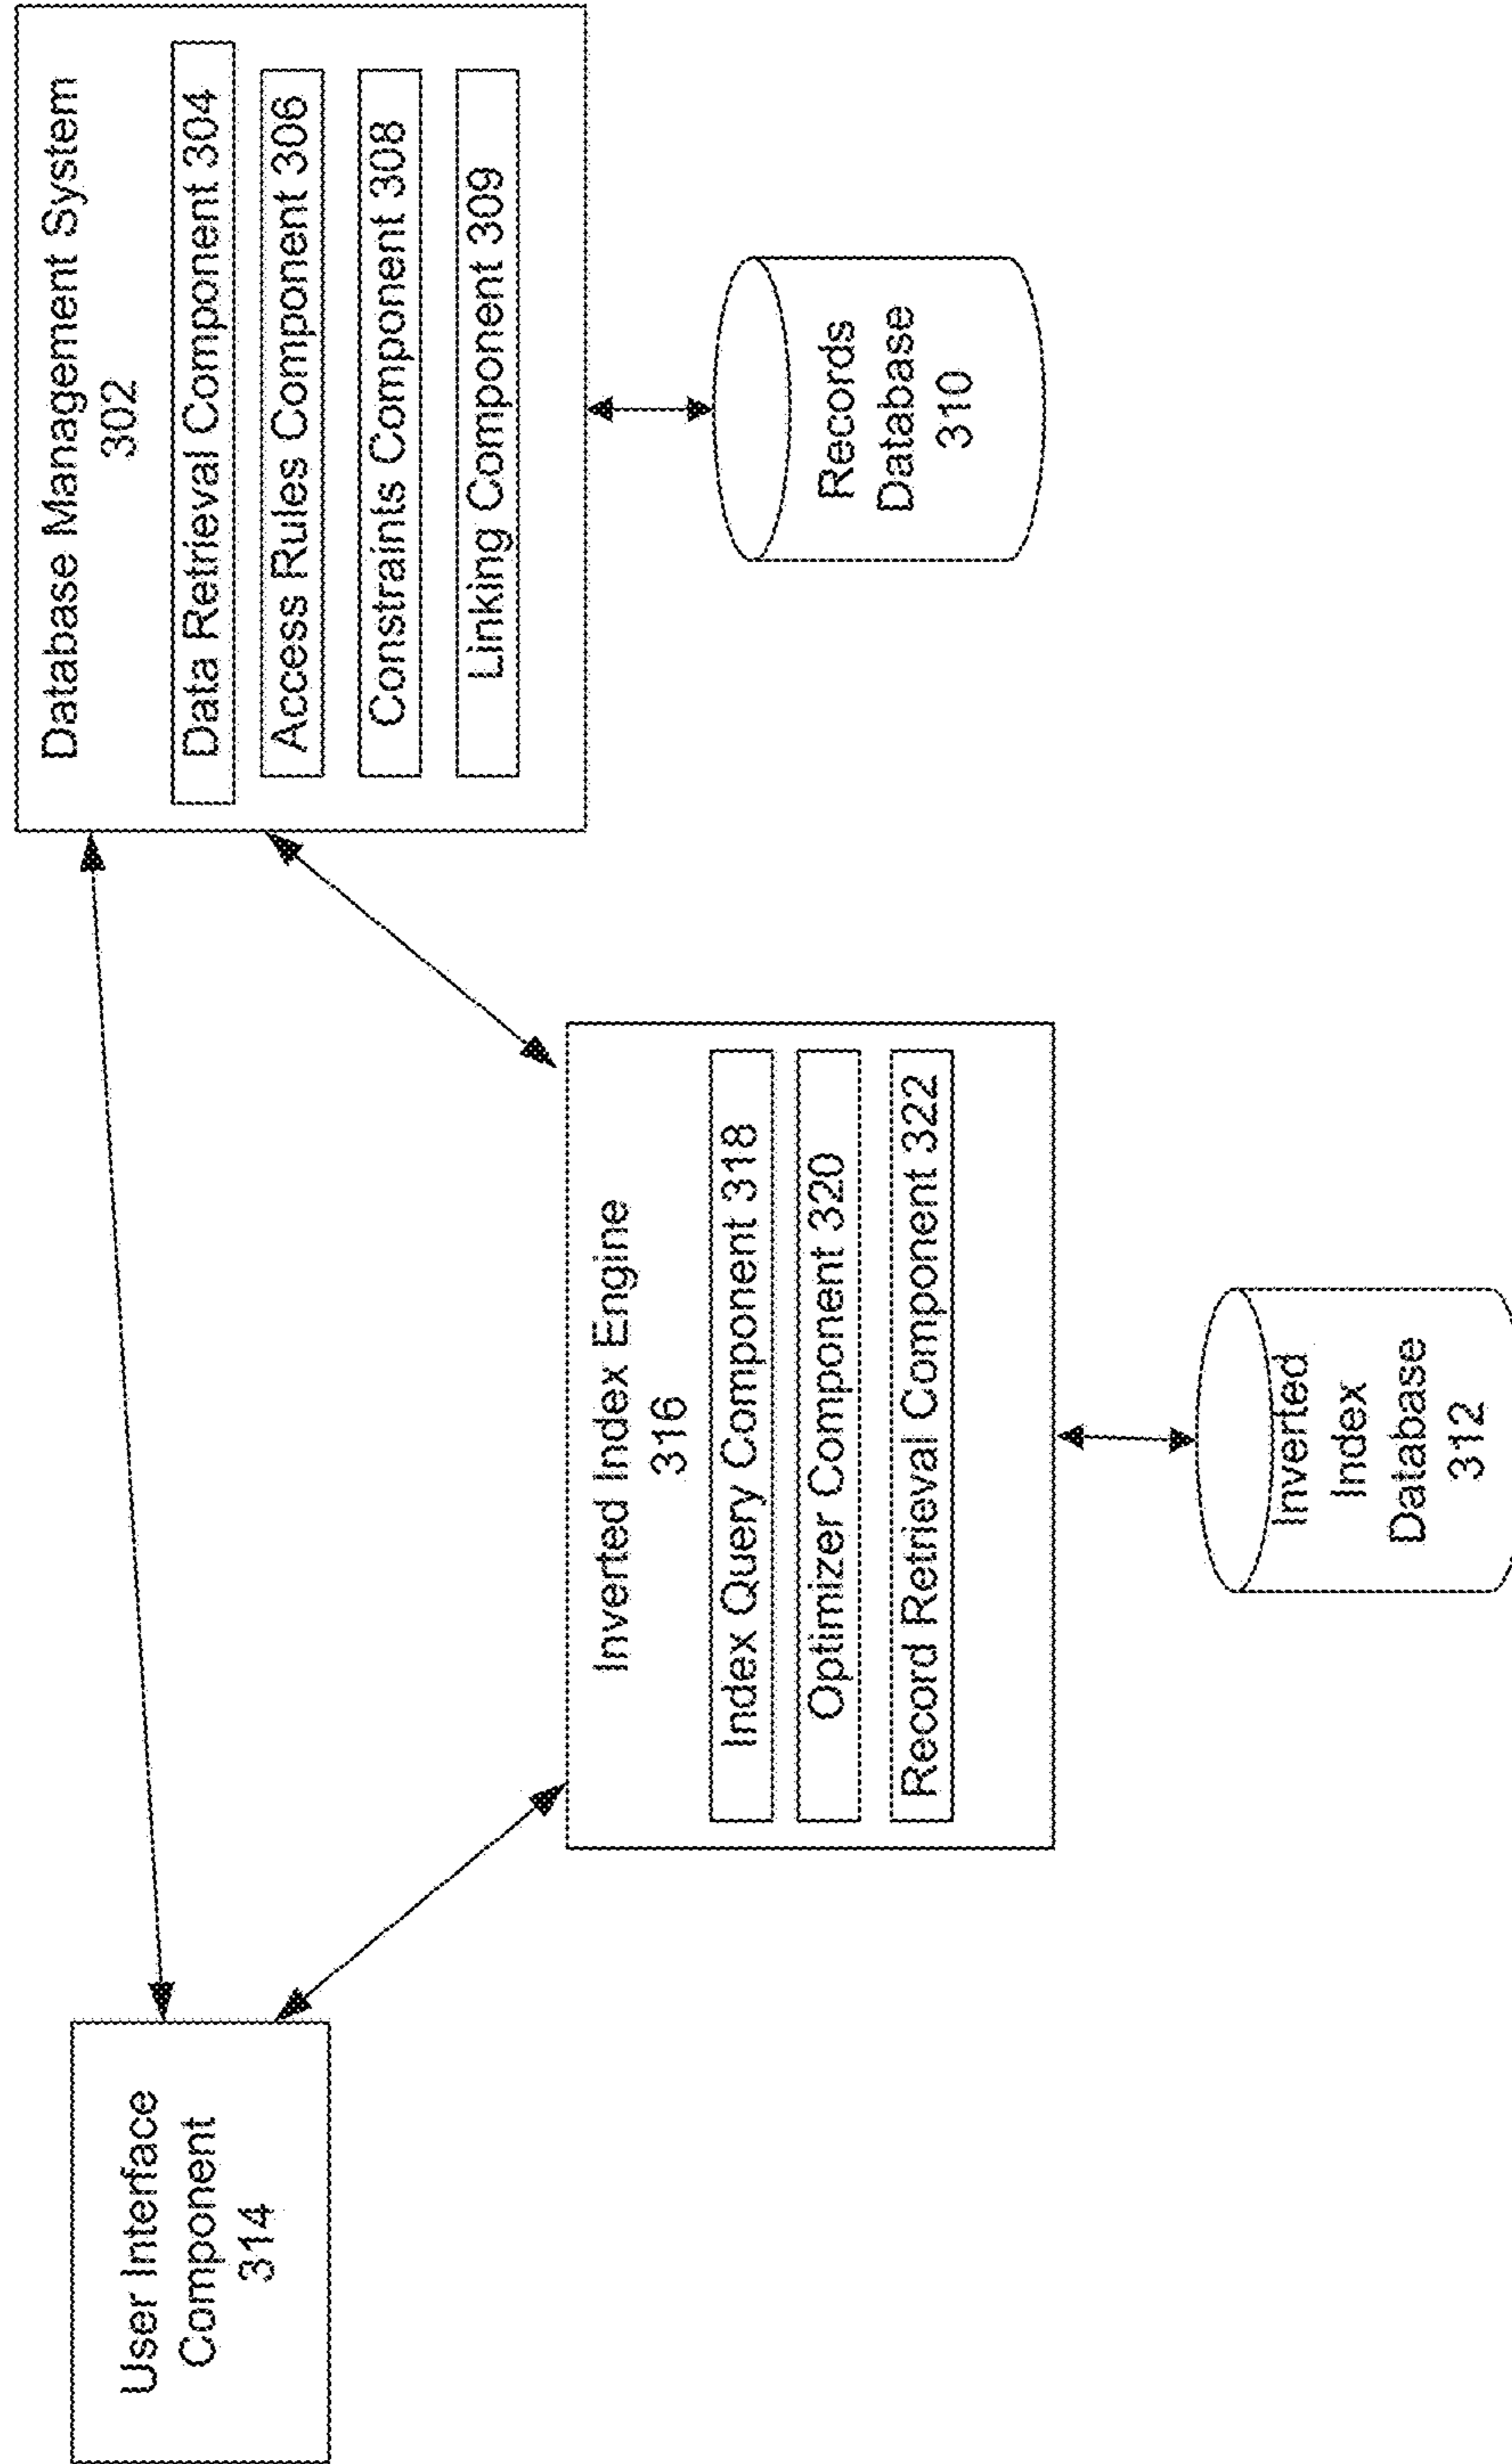 User Interface
Component
314
Database Management System
302
Data Retrieval Component 304
Access Rules Component 306
Constraints Component 308
Linking Component 309
Inverted Index Engine
316
Index Query Component 318
Optimizer Component 320
Record Retrieval Component 322
Records
Database
310
Inverted
Index
Database
312